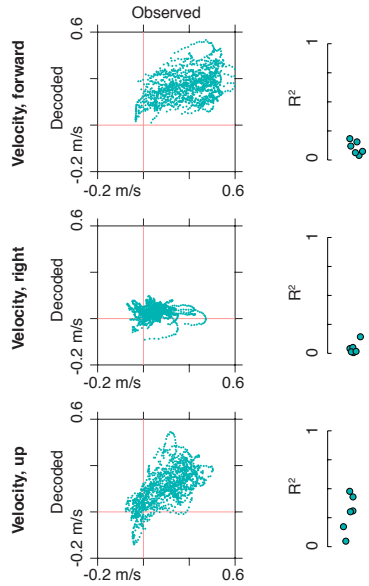 Observed
Velocity, forward
Decoded
0.6
-0.2 m/s
-0.2 m/s
0.6
R²
1
0
Velocity, right
Decoded
0.6
-0.2 m/s
-0.2 m/s
0.6
R²
1
0
Velocity, up
Decoded
0.6
-0.2 m/s
-0.2 m/s
0.6
R²
1
0